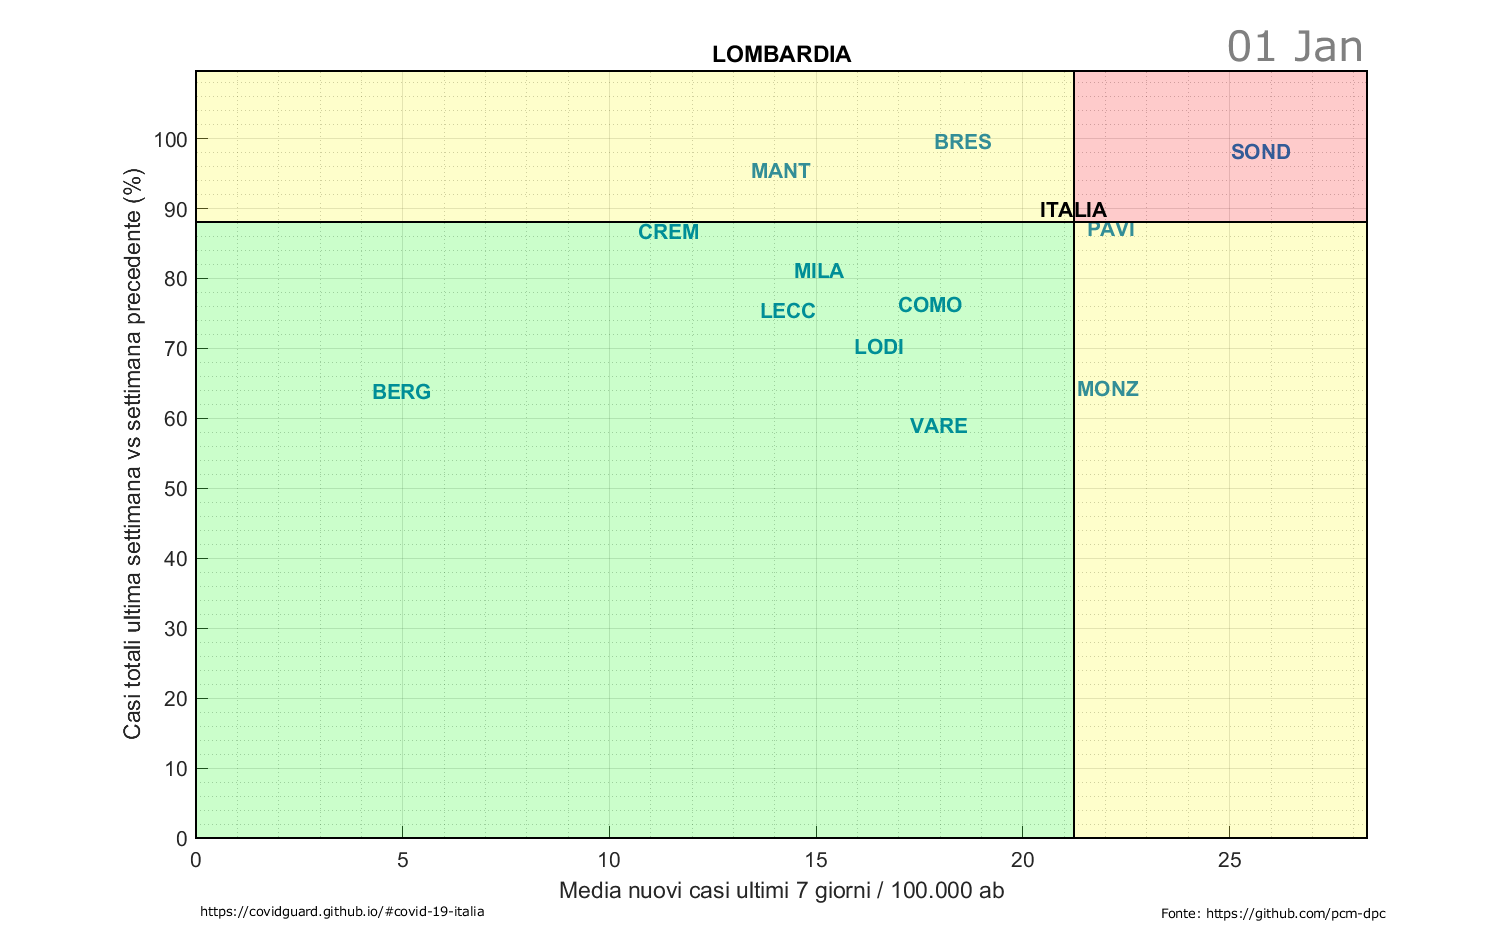 01 Jan
LOMBARDIA
Casi totali ultima settimana vs settimana precedente (%)
100
90
80
70
60
50
40
30
20
10
0
BRES
SOND
MANT
ITALIA
PAVI
CREM
MILA
COMO
LECC
LODI
MONZ
BERG
VARE
0 5 10 15 20 25
Media nuovi casi ultimi 7 giorni / 100.000 ab
https://covidguard.github.io/#covid-19-italia
Fonte: https://github.com/pcm-dpc